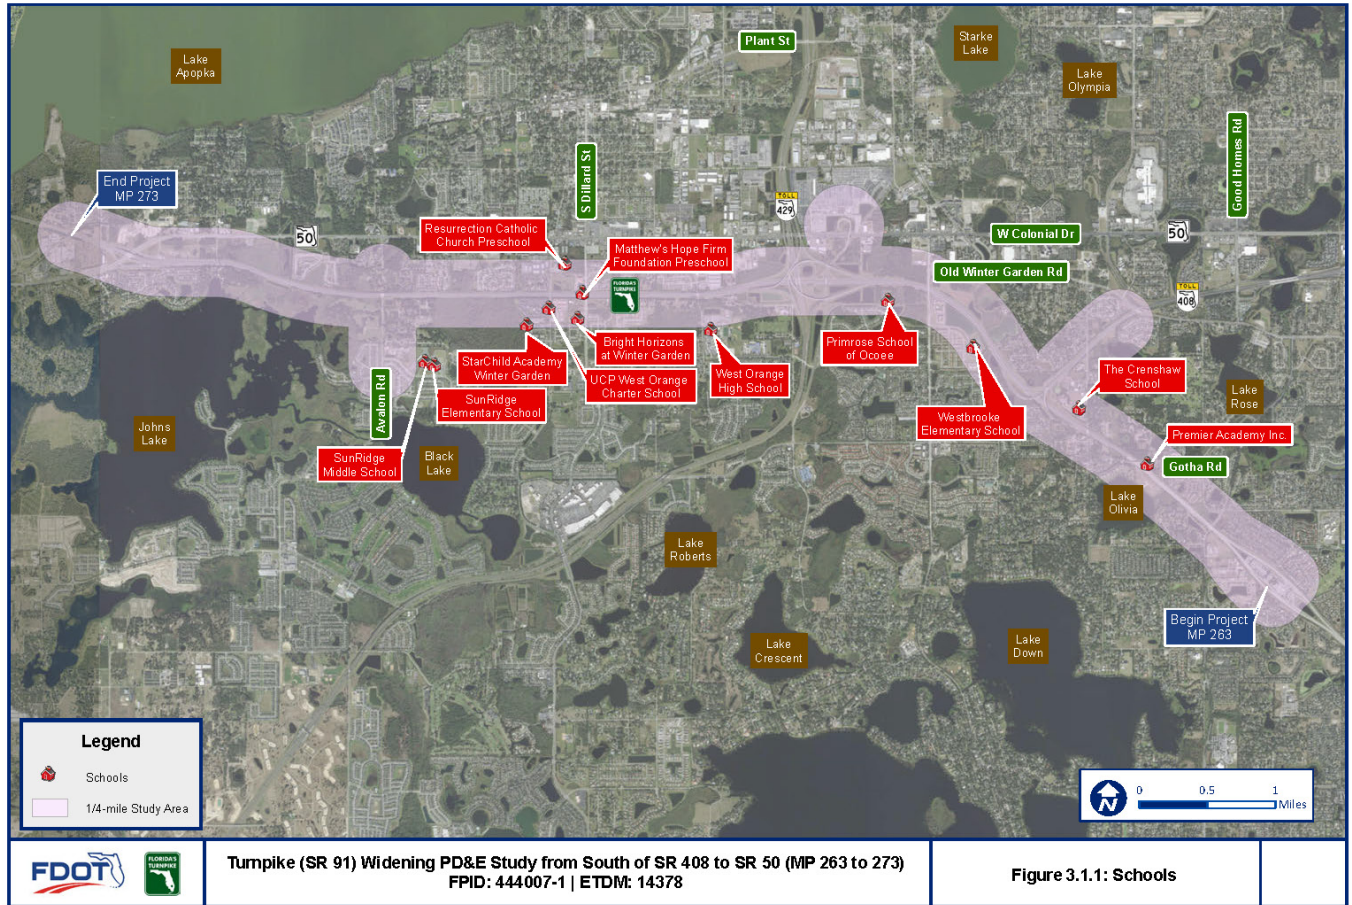 Lake
Apopka
Plant St
Starke
Lake
Lake
Olympia
Good Homes Rd
End Project
MP 273
S Dillard St
TOLL
429
50
Resurrection Catholic
Church Preschool
Matthew's Hope Firm
Foundation Preschool
W Colonial Dr
50
Old Winter Garden Rd
FLORIDA'S
TURNPIKE
TOLL
408
StarChild Academy
Winter Garden
Bright Horizons
at Winter Garden
Primrose School
of Ocoee
UCP West Orange
Charter School
West Orange
High School
The Crenshaw
School
Avalon Rd
SunRidge
Elementary School
Lake
Rose
Johns
Lake
Westbrooke
Elementary School
SunRidge
Middle School
Black
Lake
Premier Academy Inc.
Gotha Rd
Lake
Olivia
Lake
Roberts
Begin Project
MP 263
Lake
Crescent
Lake
Down
Legend
Schools
1/4-mile Study Area
N
0 0.5 1
Miles
FDOT
FLORIDA'S
TURNPIKE
Turnpike (SR 91) Widening PD&E Study from South of SR 408 to SR 50 (MP 263 to 273)
FPID: 444007-1 | ETDM: 14378
Figure 3.1.1: Schools